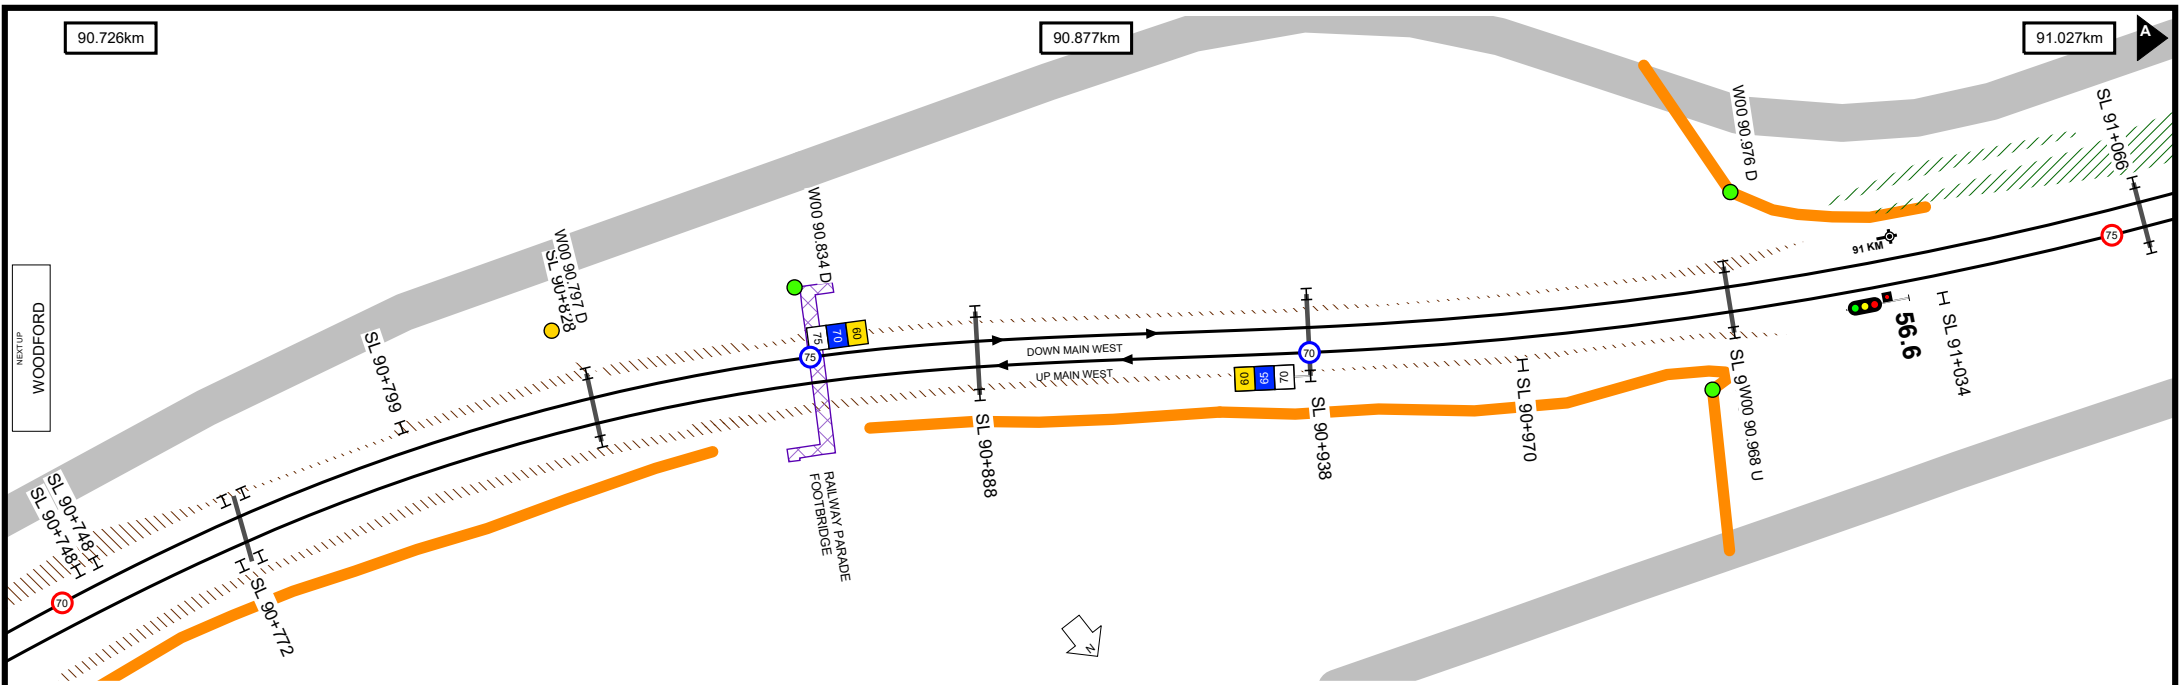 90.726km
90.877km
91.027km
A
NEXT UP
WOODFORD
SL 90+748
SL 90+748
70
SL 90+772
SL 90+799
W00 90.797 D
SL 90+828
W00 90.834 D
75
70
60
75
RAILWAY PARADE
FOOTBRIDGE
DOWN MAIN WEST
UP MAIN WEST
SL 90+888
60
65
70
70
SL 90+938
SL 90+970
W00 90.968 U
W00 90.976 D
91 KM
56.6
SL 91+034
75
SL 91+066
N